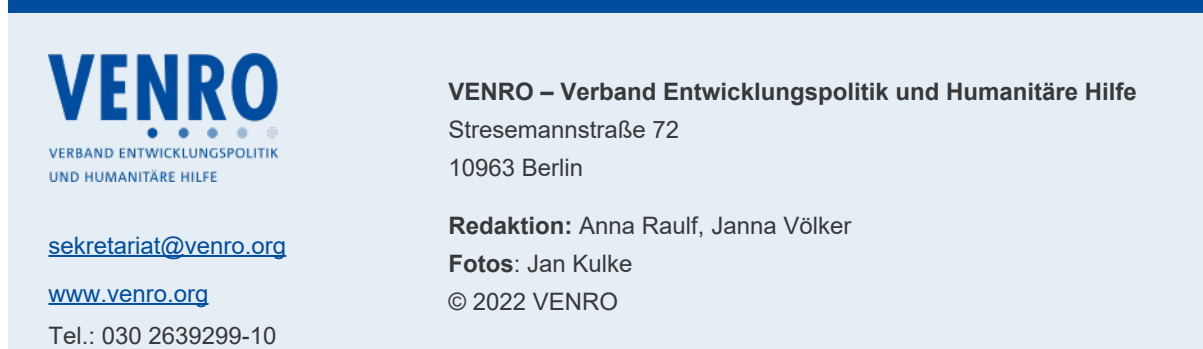 VENRO
VERBAND ENTWICKLUNGSPOLITIK
UND HUMANITÄRE HILFE
sekretariat@venro.org
www.venro.org
Tel.: 030 2639299-10
VENRO – Verband Entwicklungspolitik und Humanitäre Hilfe
Stresemannstraße 72
10963 Berlin
Redaktion: Anna Raulf, Janna Völker
Fotos: Jan Kulke
© 2022 VENRO